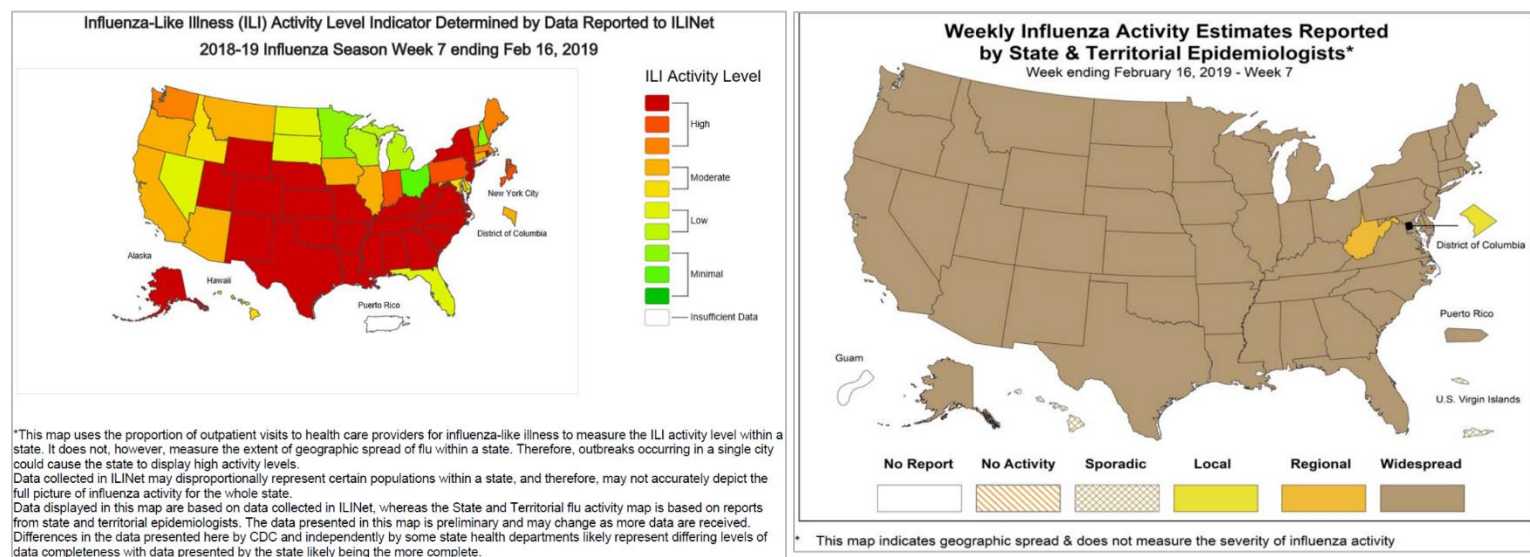 Influenza-Like Illness (ILI) Activity Level Indicator Determined by Data Reported to ILINet
2018-19 Influenza Season Week 7 ending Feb 16, 2019
ILI Activity Level
High
Moderate
Low
Minimal
Insufficient Data
New York City
District of Columbia
Alaska
Hawaii
Puerto Rico
*This map uses the proportion of outpatient visits to health care providers for influenza-like illness to measure the ILI activity level within a
state. It does not, however, measure the extent of geographic spread of flu within a state. Therefore, outbreaks occurring in a single city
could cause the state to display high activity levels.
Data collected in ILINet may disproportionally represent certain populations within a state, and therefore, may not accurately depict the
full picture of influenza activity for the whole state.
Data displayed in this map are based on data collected in ILINet, whereas the State and Territorial flu activity map is based on reports
from state and territorial epidemiologists. The data presented in this map is preliminary and may change as more data are received.
Differences in the data presented here by CDC and independently by some state health departments likely represent differing levels of
data completeness with data presented by the state likely being the more complete.
Weekly Influenza Activity Estimates Reported
by State & Territorial Epidemiologists*
Week ending February 16, 2019 - Week 7
District of Columbia
Puerto Rico
Guam
U.S. Virgin Islands
No Report No Activity Sporadic Local Regional Widespread
* This map indicates geographic spread & does not measure the severity of influenza activity